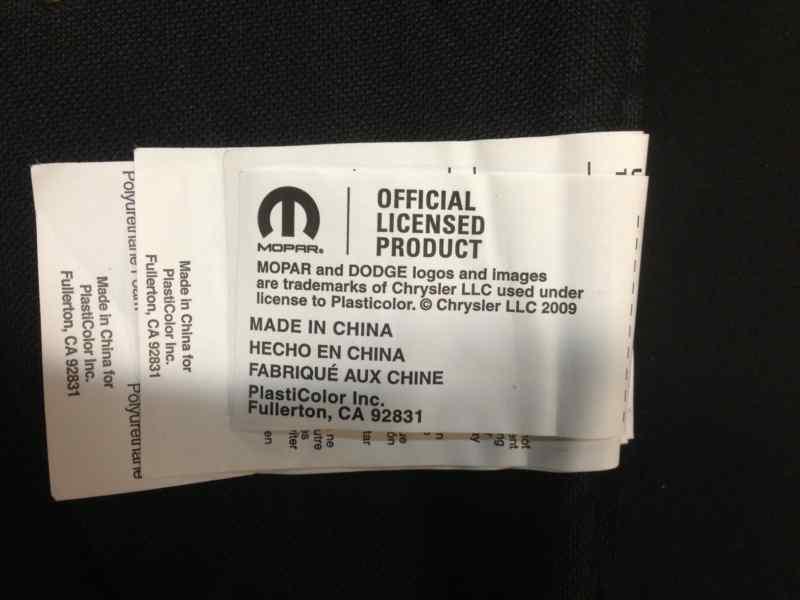 MOPAR®
OFFICIAL
LICENSED
PRODUCT
MOPAR and DODGE logos and images
are trademarks of Chrysler LLC used under
license to Plasticolor. © Chrysler LLC 2009
MADE IN CHINA
HECHO EN CHINA
FABRIQUÉ AUX CHINE
PlastiColor Inc.
Fullerton, CA 92831
Made in China for
PlastiColor Inc.
Fullerton, CA 92831
Polyurethane
Made in China for
PlastiColor Inc.
Fullerton, CA 92831
Polyurethane